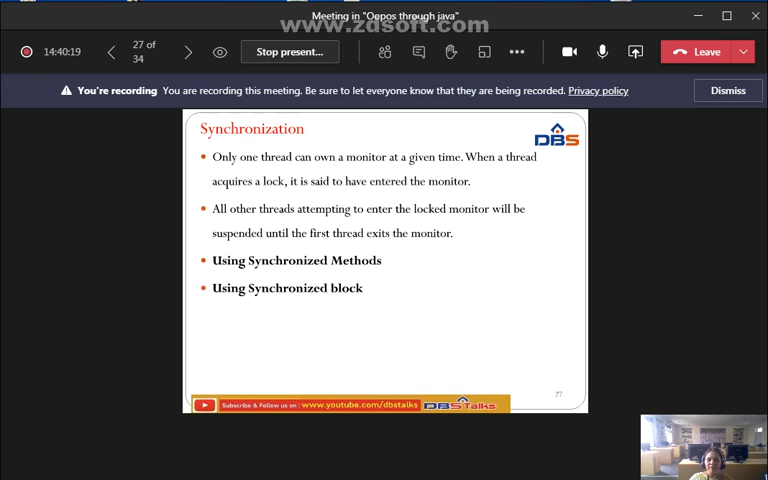 Meeting in "Oppos through java"
www.zdsoft.com
14:40:19
27 of
34
Stop present...
Leave
You're recording You are recording this meeting. Be sure to let everyone know that they are being recorded. Privacy policy
Dismiss
Synchronization
DBS
Only one thread can own a monitor at a given time. When a thread
acquires a lock, it is said to have entered the monitor.
All other threads attempting to enter the locked monitor will be
suspended until the first thread exits the monitor.
Using Synchronized Methods
Using Synchronized block
27
Subscribe & Follow us on : www.youtube.com/dbstalks DBSTalks